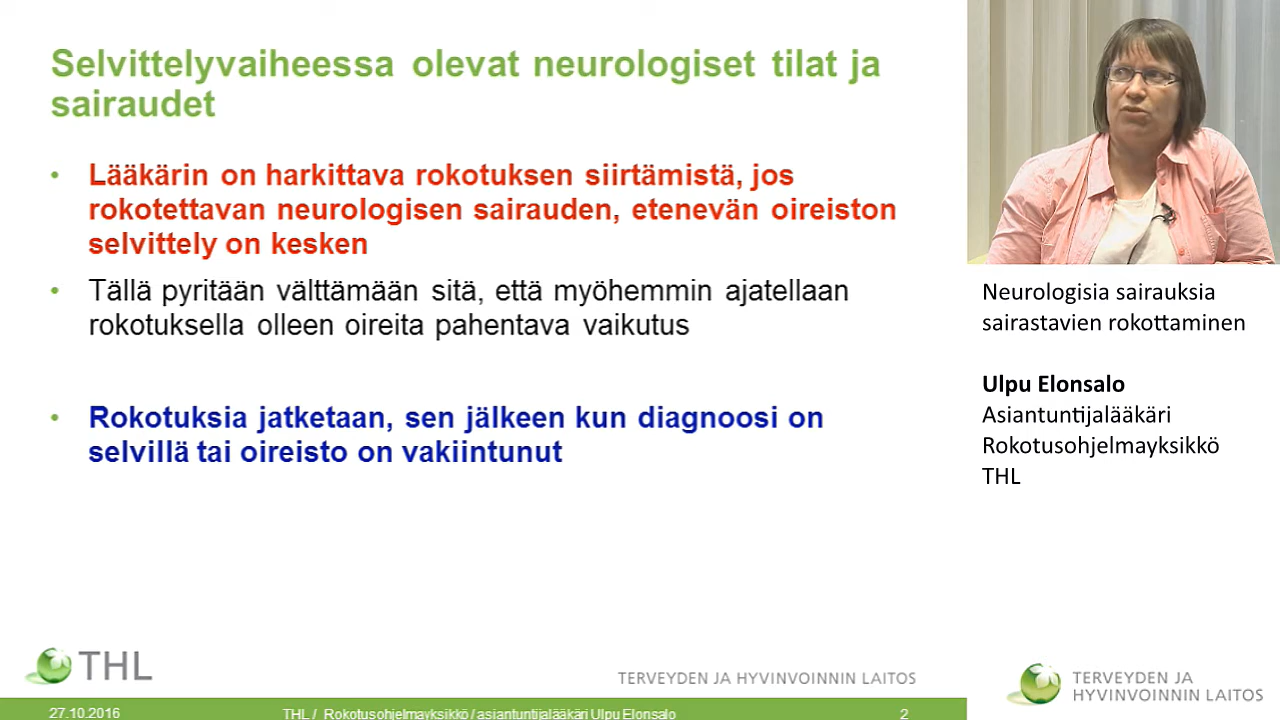 Selvittelyvaiheessa olevat neurologiset tilat ja
sairaudet
• Lääkärin on harkittava rokotuksen siirtämistä, jos
rokotettavan neurologisen sairauden, etenevän oireiston
selvittely on kesken
• Tällä pyritään välttämään sitä, että myöhemmin ajatellaan
rokotuksella olleen oireita pahentava vaikutus
• Rokotuksia jatketaan, sen jälkeen kun diagnoosi on
selvillä tai oireisto on vakiintunut
Neurologisia sairauksia
sairastavien rokottaminen
Ulpu Elonsalo
Asiantuntijalääkäri
Rokotusohjelmayksikkö
THL
THL
TERVEYDEN JA HYVINVOINNIN LAITOS
27.10.2016
THL / Rokotusohjelmayksikkö / asiantuntijalääkäri Ulpu Elonsalo
2
TERVEYDEN JA
HYVINVOINNIN LAITOS